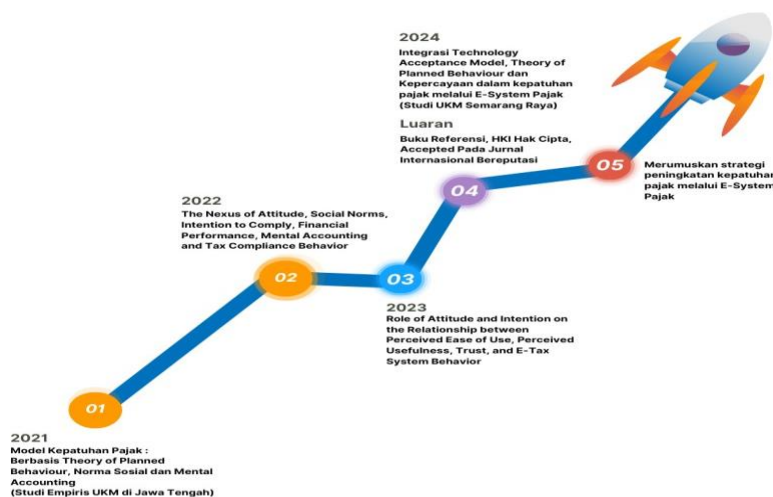 2024
Integrasi Technology
Acceptance Model, Theory of
Planned Behaviour dan
Kepercayaan dalam kepatuhan
pajak melalui E-System Pajak
(Studi UKM Semarang Raya)
Luaran
Buku Referensi, HKI Hak Cipta,
Accepted Pada Jurnal
Internasional Bereputasi
05
Merumuskan strategi
peningkatan kepatuhan
pajak melalui E-System
Pajak
04
2022
The Nexus of Attitude, Social Norms,
Intention to Comply, Financial
Performance, Mental Accounting
and Tax Compliance Behavior
02
03
2023
Role of Attitude and Intention on
the Relationship between
Perceived Ease of Use, Perceived
Usefulness, Trust, and E-Tax
System Behavior
01
2021
Model Kepatuhan Pajak :
Berbasis Theory of Planned
Behaviour, Norma Sosial dan Mental
Accounting
(Studi Empiris UKM di Jawa Tengah)